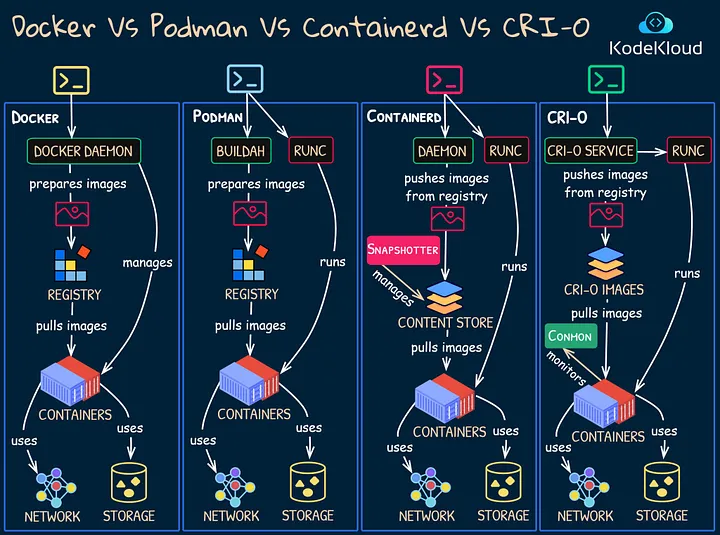 Docker Vs Podman Vs Containerd Vs CRI-O
KodeKloud
DOCKER
DOCKER DAEMON
prepares images
manages
REGISTRY
pulls images
CONTAINERS
uses
uses
NETWORK
STORAGE
PODMAN
BUILDAH
RUNC
prepares images
runs
REGISTRY
pulls images
CONTAINERS
uses
uses
NETWORK
STORAGE
CONTAINERD
DAEMON
RUNC
pushes images
from registry
SNAPSHOTTER
manages
runs
CONTENT STORE
pulls images
CONTAINERS
uses
uses
NETWORK
STORAGE
CRI-O
CRI-O SERVICE
RUNC
pushes images
from registry
runs
CRI-O IMAGES
pulls images
CONMON
monitors
CONTAINERS
uses
uses
NETWORK
STORAGE